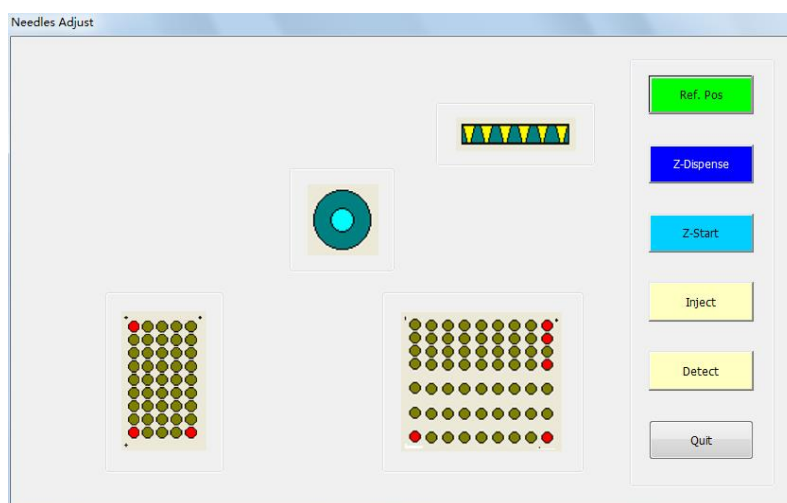 Needles Adjust
Ref. Pos
Z-Dispense
Z-Start
Inject
Detect
Quit